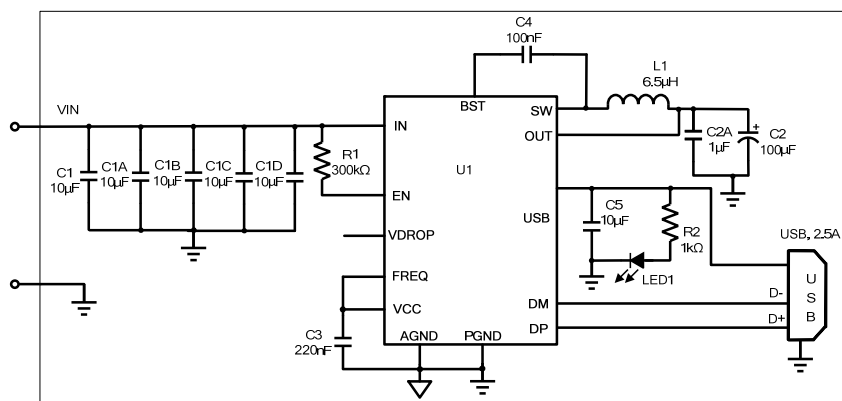 C4
100nF
L1
6.5µH
VIN
BST
SW
IN
OUT
C2A
1µF
+
C2
100µF
C1
10µF
C1A
10µF
C1B
10µF
C1C
10µF
C1D
10µF
R1
300kΩ
U1
EN
USB
C5
10µF
R2
1kΩ
USB, 2.5A
VDROP
LED1
FREQ
VCC
DM
D-
DP
D+
U
S
B
C3
220nF
AGND
PGND